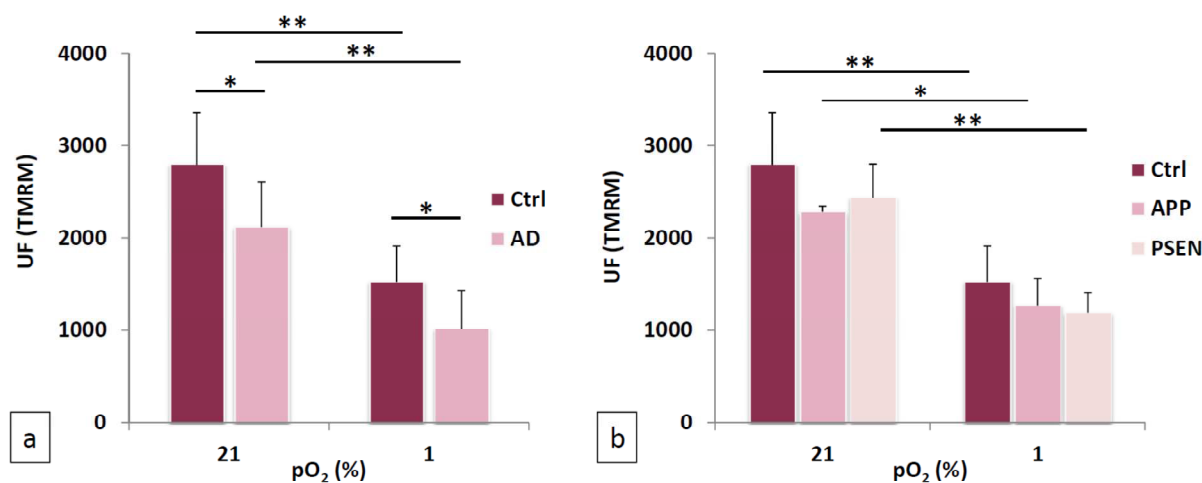 **
**
*
*
4000
3000
2000
1000
0
UF (TMRM)
Ctrl
AD
21
1
pO₂ (%)
a
**
*
**
4000
3000
2000
1000
0
UF (TMRM)
Ctrl
APP
PSEN
21
1
pO₂ (%)
b